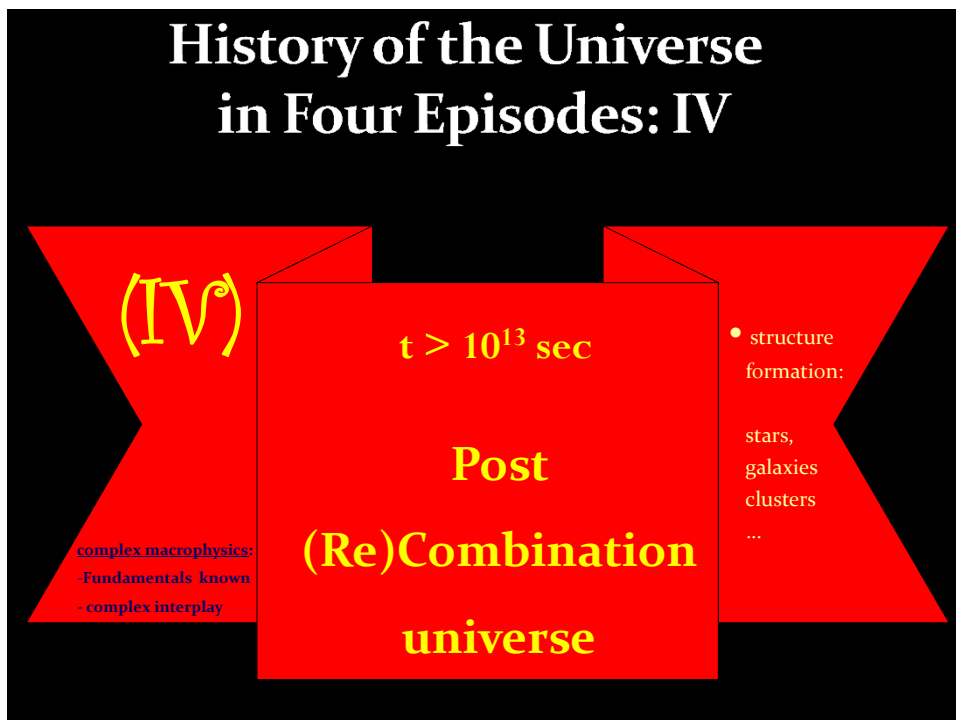 History of the Universe
in Four Episodes: IV
(IV)
complex macrophysics:
-Fundamentals known
- complex interplay
t > 10¹³ sec
Post
(Re)Combination
universe
• structure
formation:
stars,
galaxies
clusters
...